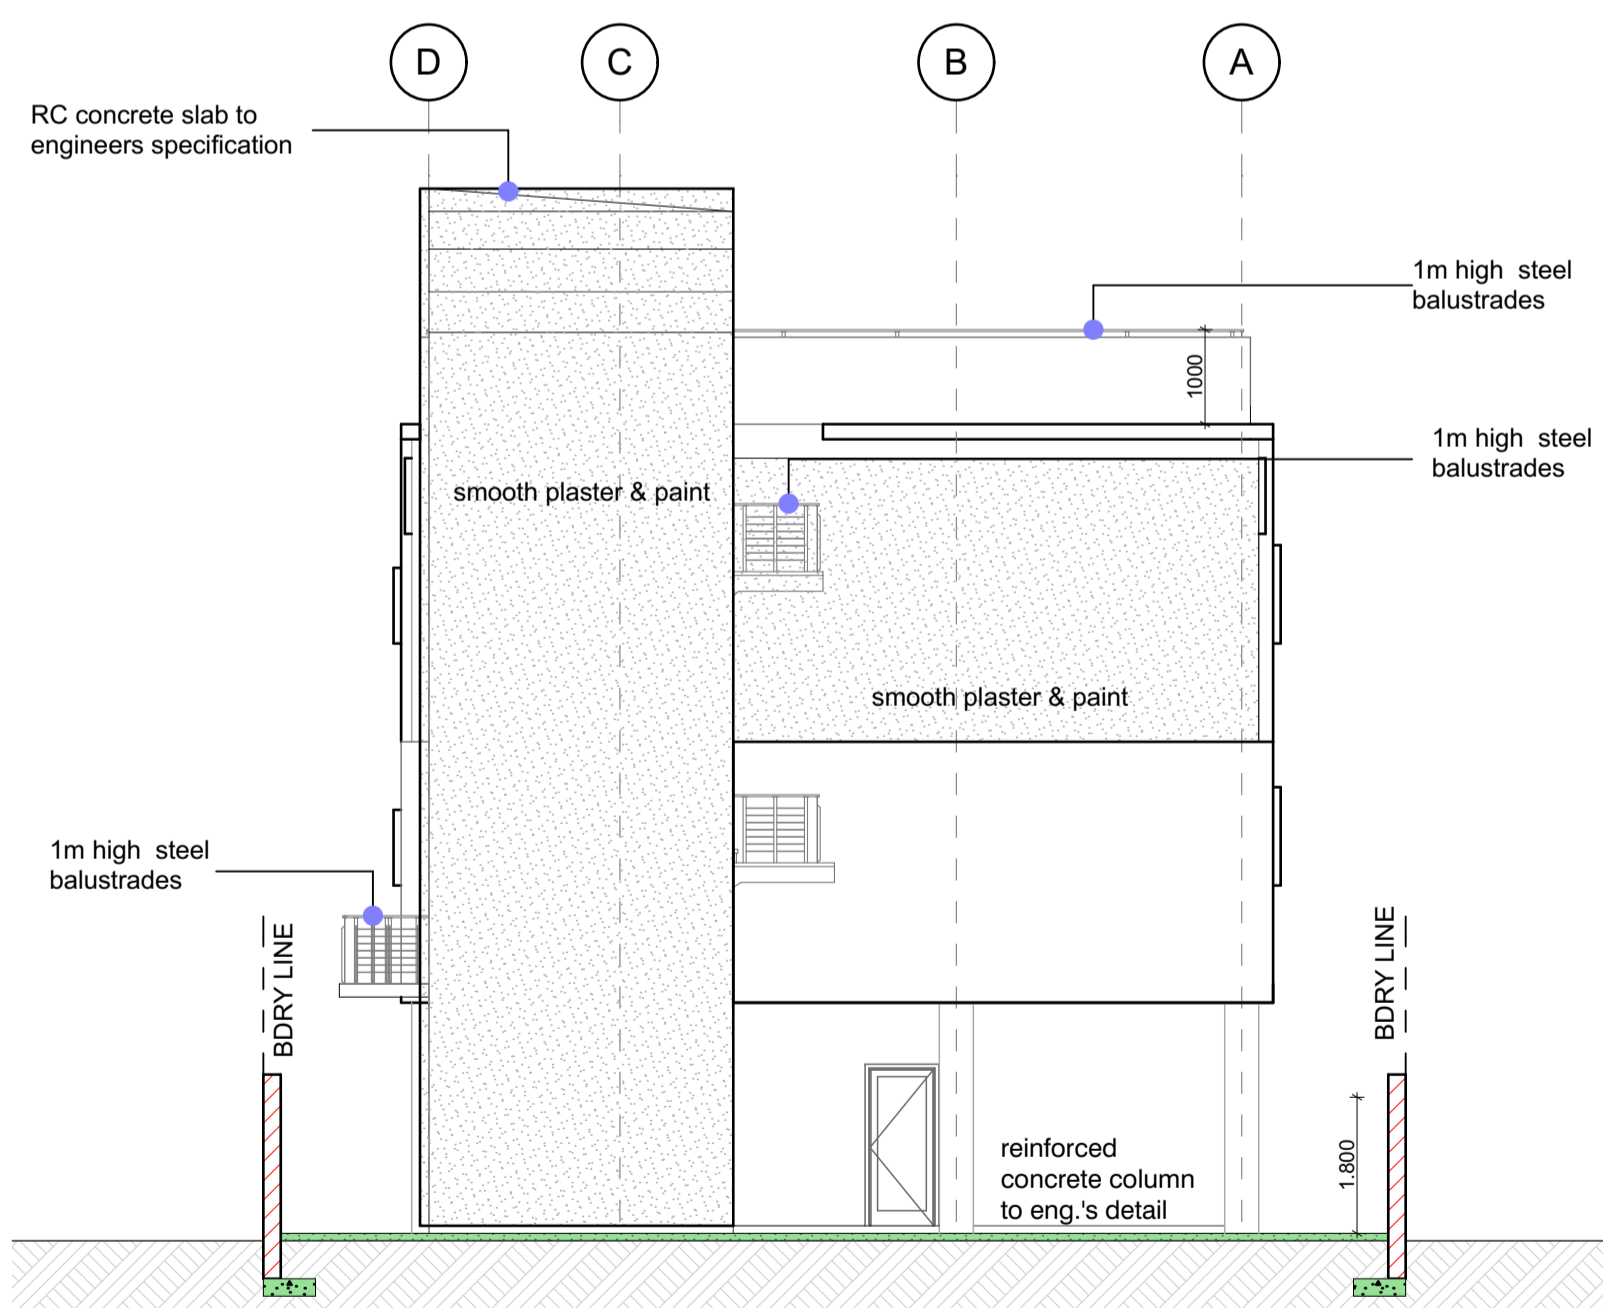 D
C
B
A
RC concrete slab to
engineers specification
1m high steel
balustrades
1000
1m high steel
balustrades
smooth plaster & paint
smooth plaster & paint
1m high steel
balustrades
BDRY LINE
BDRY LINE
reinforced
concrete column
to eng.'s detail
1.800